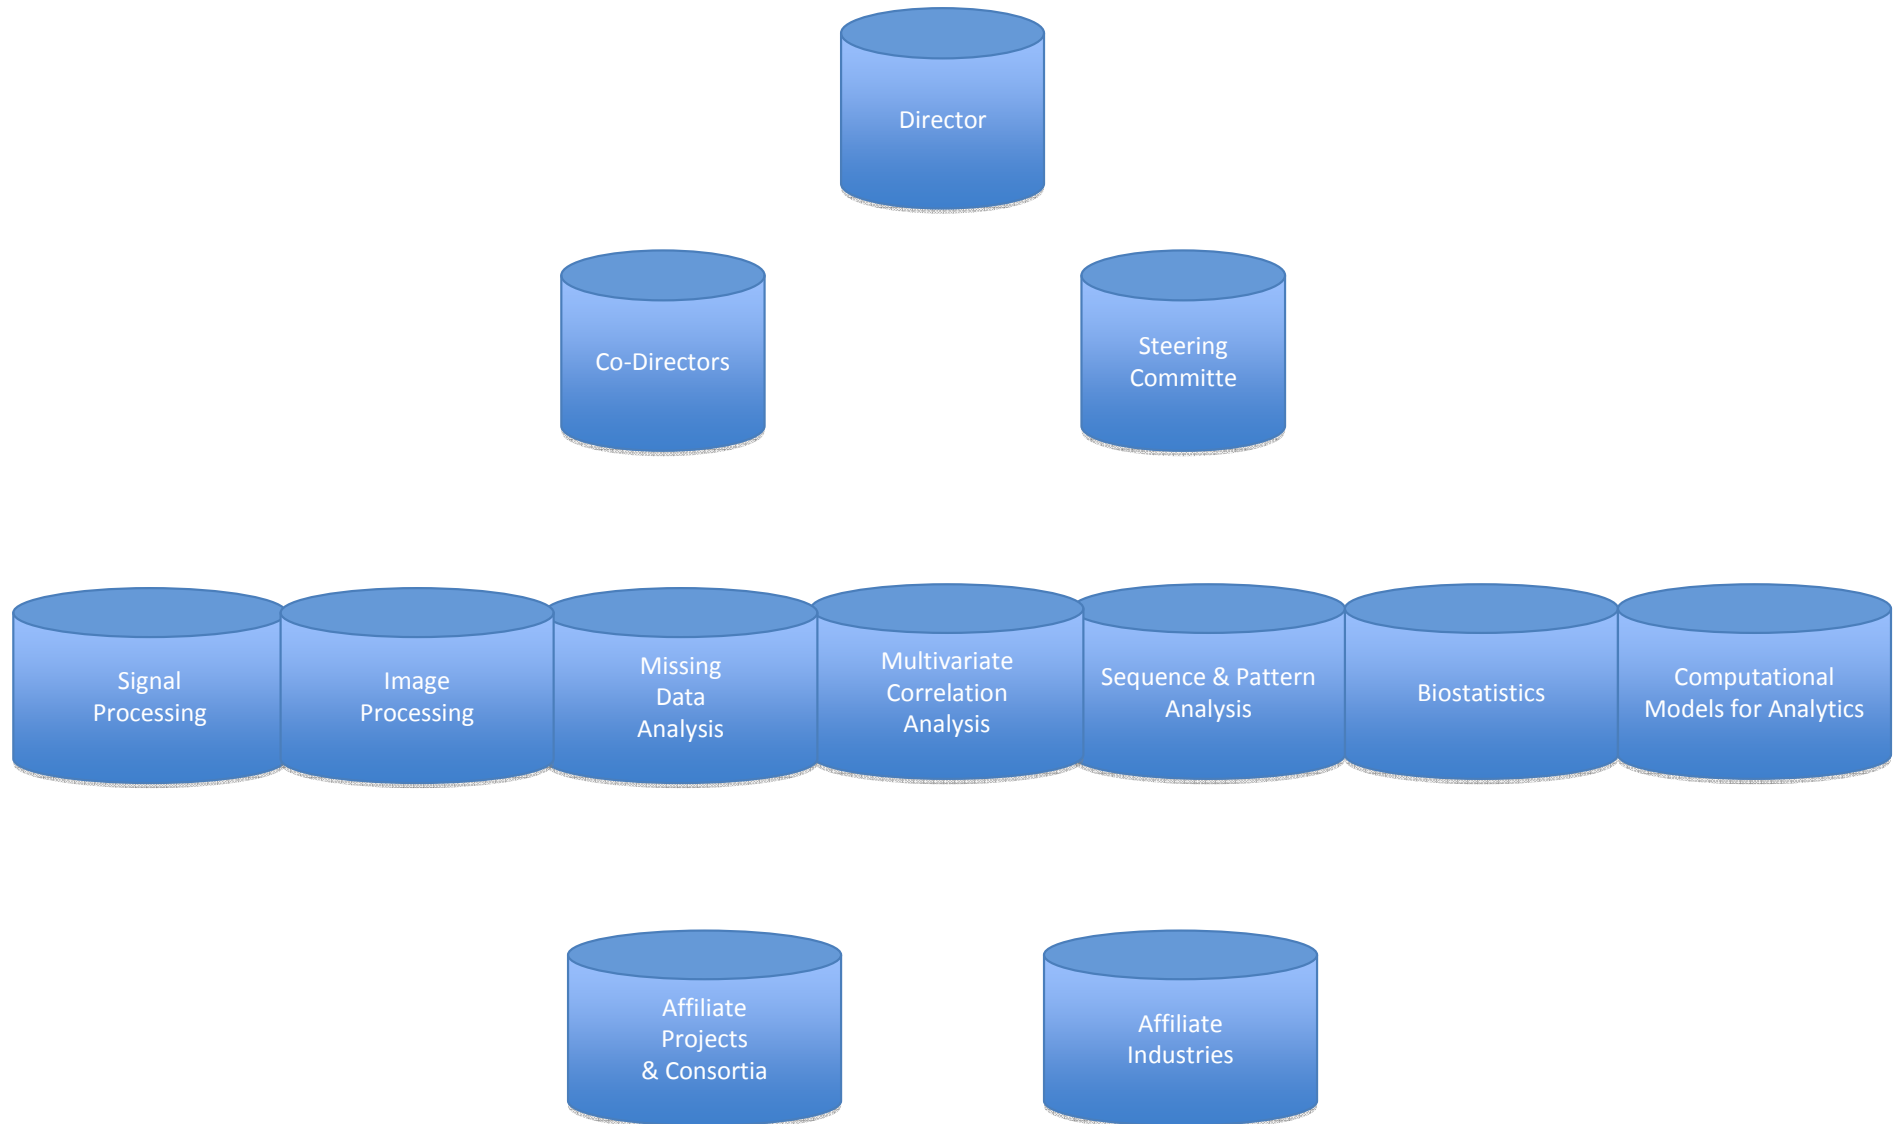 Director
Co-Directors
Steering
Committe
Signal
Processing
Image
Processing
Missing
Data
Analysis
Multivariate
Correlation
Analysis
Sequence & Pattern
Analysis
Biostatistics
Computational
Models for Analytics
Affiliate
Projects
& Consortia
Affiliate
Industries